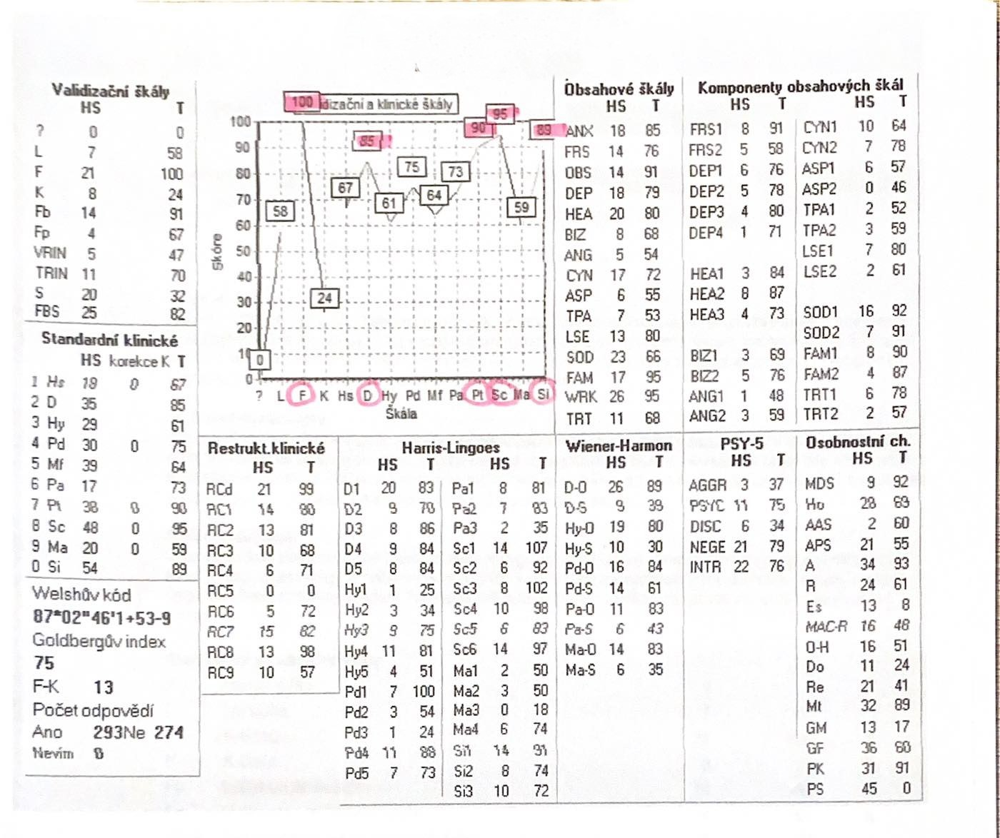 Validizační škály
HS T
? 0 0
L 7 58
F 21 100
K 8 24
Fb 14 91
Fp 4 67
VRIN 5 47
TRIN 11 70
S 20 32
FBS 25 82
Standardní klinické
HS korekce K T
1 Hs 18 0 67
2 D 35 85
3 Hy 29 61
4 Pd 30 0 75
5 Mf 39 64
6 Pa 17 73
7 Pt 38 0 90
8 Sc 48 0 95
9 Ma 20 0 59
0 Si 54 89
Welshův kód
87*02"46'1+53-9
Goldbergův index
75
F-K 13
Počet odpovědí
Ano 293 Ne 274
Nevím 0
100 dizační a klinické škály
Skóre
100
90
80
70
60
50
40
30
20
10
0
0
58
24
67
85
61
75
64
73
90
95
59
89
? L F K Hs D Hy Pd Mf Pa Pt Sc Ma Si
Škála
Obsahové škály
HS T
ANX 18 85
FRS 14 76
OBS 14 91
DEP 18 79
HEA 20 80
BIZ 8 68
ANG 5 54
CYN 17 72
ASP 6 55
TPA 7 53
LSE 13 80
SOD 23 66
FAM 17 95
WRK 26 95
TRT 11 68
Komponenty obsahových škál
HS T
FRS1 8 91
FRS2 5 58
DEP1 6 76
DEP2 5 78
DEP3 4 80
DEP4 1 71
HEA1 3 84
HEA2 8 87
HEA3 4 73
BIZ1 3 69
BIZ2 5 76
ANG1 1 48
ANG2 3 59
HS T
CYN1 10 64
CYN2 7 78
ASP1 6 57
ASP2 0 46
TPA1 2 52
TPA2 3 59
LSE1 7 80
LSE2 2 61
SOD1 16 92
SOD2 7 91
FAM1 8 90
FAM2 4 87
TRT1 6 78
TRT2 2 57
Restrukt.klinické
HS T
RCd 21 99
RC1 14 80
RC2 13 81
RC3 10 68
RC4 6 71
RC5 0 0
RC6 5 72
RC7 15 82
RC8 13 98
RC9 10 57
Harris-Lingoes
HS T
D1 20 83
D2 9 70
D3 8 86
D4 9 84
D5 8 84
Hy1 1 25
Hy2 3 34
Hy3 9 75
Hy4 11 81
Hy5 4 51
Pd1 7 100
Pd2 3 54
Pd3 1 24
Pd4 11 88
Pd5 7 73
HS T
Pa1 8 81
Pa2 7 83
Pa3 2 35
Sc1 14 107
Sc2 6 92
Sc3 8 102
Sc4 10 98
Sc5 6 83
Sc6 14 97
Ma1 2 50
Ma2 3 50
Ma3 0 18
Ma4 6 74
Si1 14 91
Si2 8 74
Si3 10 72
Wiener-Harmon
HS T
D-O 26 89
D-S 9 39
Hy-O 19 80
Hy-S 10 30
Pd-O 16 84
Pd-S 14 61
Pa-O 11 83
Pa-S 6 43
Ma-O 14 83
Ma-S 6 35
PSY-5
HS T
AGGR 3 37
PSYC 11 75
DISC 6 34
NEGE 21 79
INTR 22 76
Osobnostní ch.
HS T
MDS 9 92
Ho 28 69
AAS 2 60
APS 21 55
A 34 93
R 24 61
Es 13 8
MAC-R 16 48
O-H 16 51
Do 11 24
Re 21 41
Mt 32 89
GM 13 17
GF 36 60
PK 31 91
PS 45 0